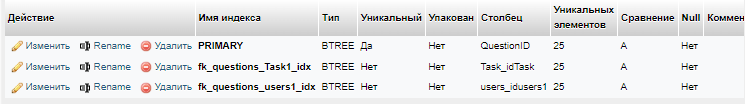 Действие Имя индекса Тип Уникальный Упакован Столбец Уникальных элементов Сравнение Null Коммен
Изменить Rename Удалить PRIMARY BTREE Да Нет QuestionID 25 A Нет
Изменить Rename Удалить fk_questions_Task1_idx BTREE Нет Нет Task_idTask 25 A Нет
Изменить Rename Удалить fk_questions_users1_idx BTREE Нет Нет users_idusers1 25 A Нет